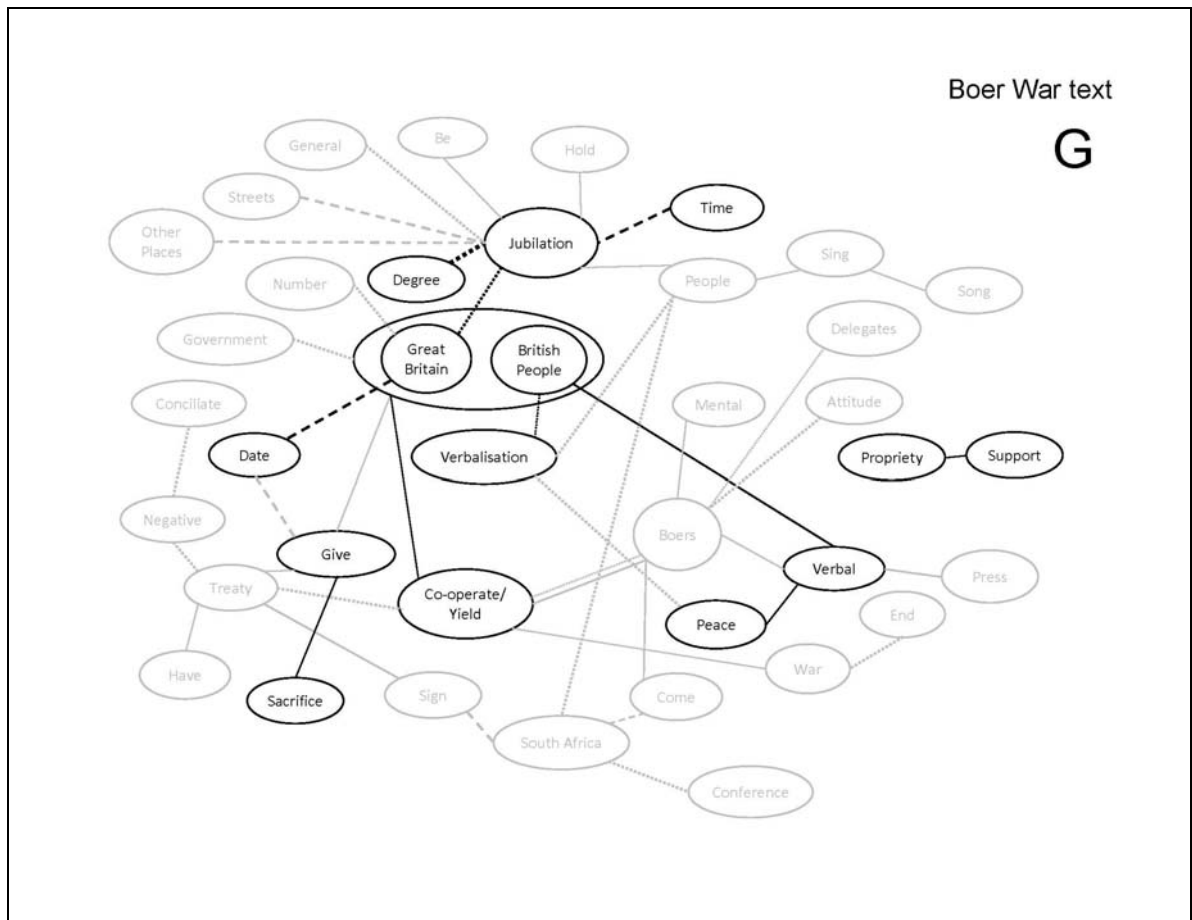 Boer War text
G
General
Be
Hold
Streets
Time
Other
Places
Jubilation
Sing
Degree
People
Song
Number
Delegates
Government
Great
Britain
British
People
Conciliate
Mental
Attitude
Date
Verbalisation
Propriety
Support
Negative
Boers
Give
Verbal
Press
Treaty
Co-operate/
Yield
End
Peace
Have
War
Sacrifice
Sign
Come
South Africa
Conference